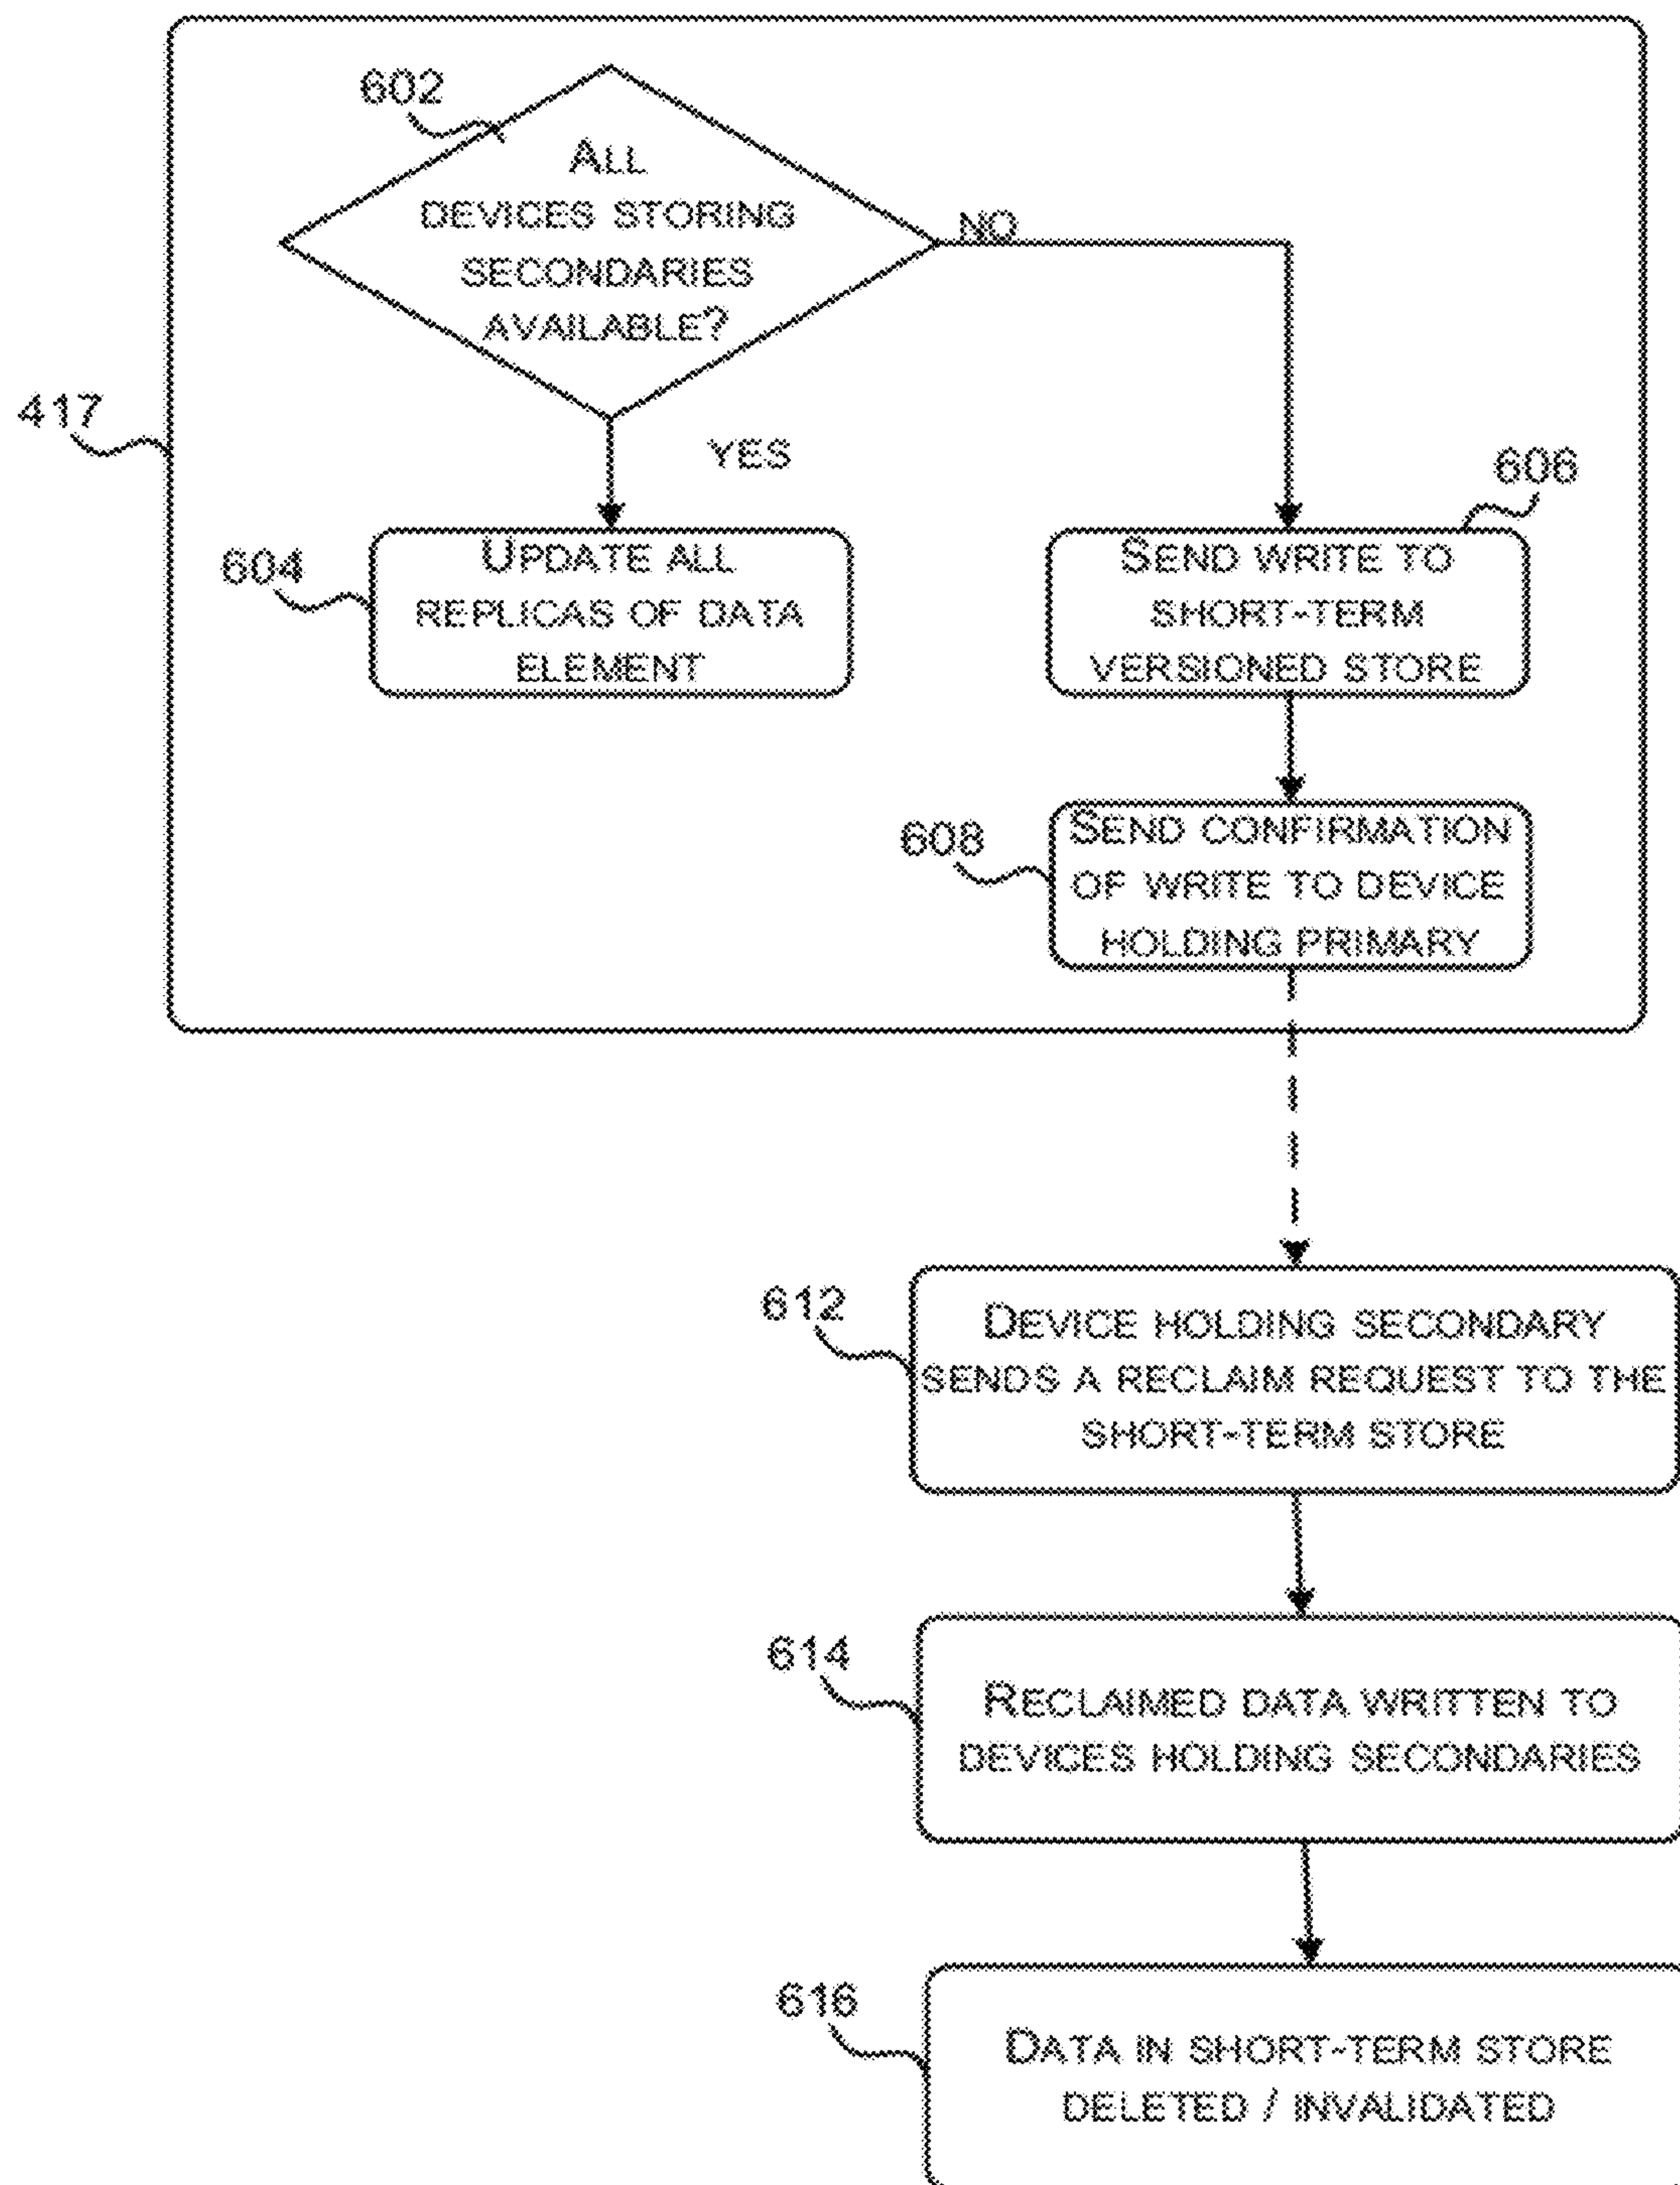 602
ALL
DEVICES STORING
SECONDARIES
AVAILABLE?
NO
417
YES
606
604
UPDATE ALL
REPLICAS OF DATA
ELEMENT
SEND WRITE TO
SHORT-TERM
VERSIONED STORE
608
SEND CONFIRMATION
OF WRITE TO DEVICE
HOLDING PRIMARY
612
DEVICE HOLDING SECONDARY
SENDS A RECLAIM REQUEST TO THE
SHORT-TERM STORE
614
RECLAIMED DATA WRITTEN TO
DEVICES HOLDING SECONDARIES
616
DATA IN SHORT-TERM STORE
DELETED / INVALIDATED